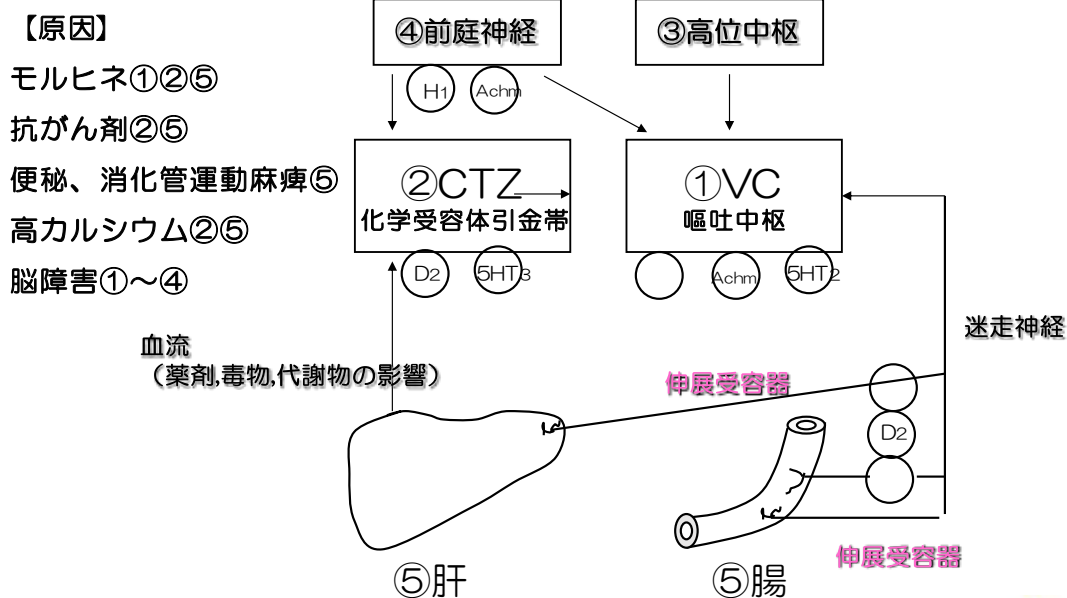 【原因】
モルヒネ①②⑤
抗がん剤②⑤
便秘、消化管運動麻痺⑤
高カルシウム②⑤
脳障害①～④
④前庭神経
③高位中枢
H1
Achm
②CTZ
化学受容体引金帯
①VC
嘔吐中枢
D2
5HT3
Achm
5HT2
血流
（薬剤,毒物,代謝物の影響）
迷走神経
伸展受容器
D2
伸展受容器
⑤肝
⑤腸